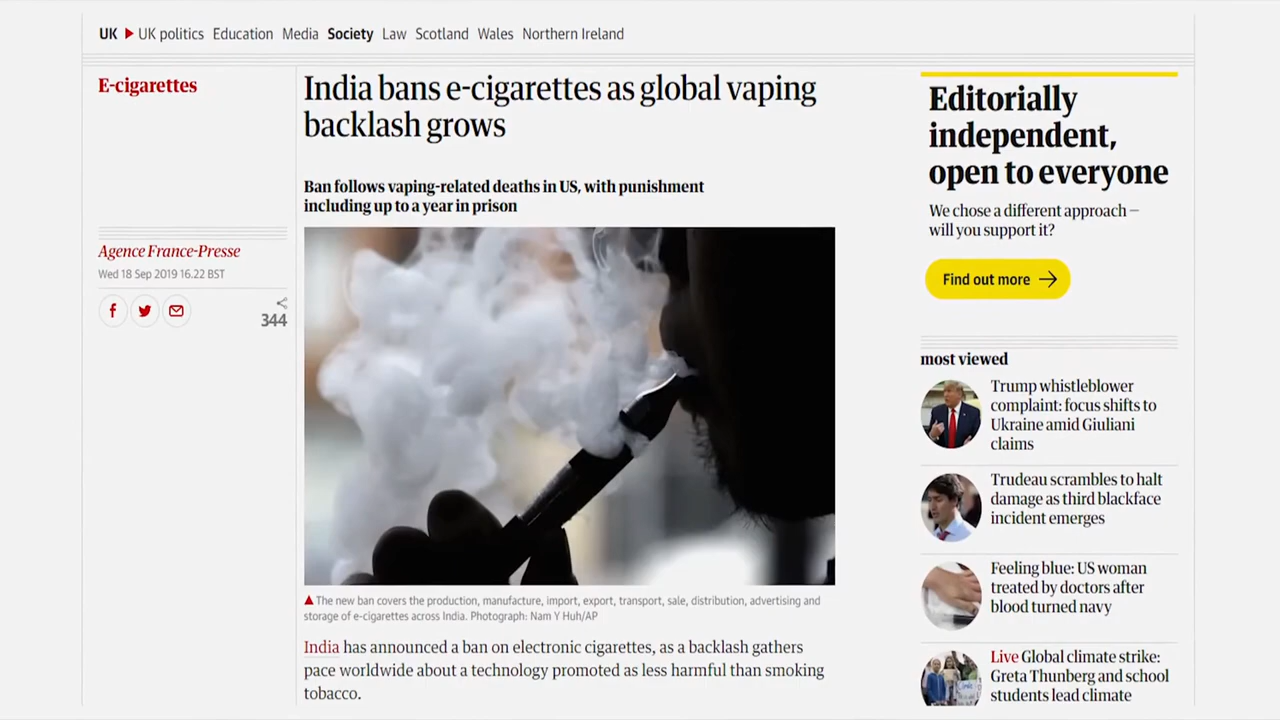 UK ▶ UK politics Education Media Society Law Scotland Wales Northern Ireland
E-cigarettes
India bans e-cigarettes as global vaping
backlash grows
Ban follows vaping-related deaths in US, with punishment
including up to a year in prison
Agence France-Presse
Wed 18 Sep 2019 16.22 BST
344
▲ The new ban covers the production, manufacture, import, export, transport, sale, distribution, advertising and
storage of e-cigarettes across India. Photograph: Nam Y Huh/AP
India has announced a ban on electronic cigarettes, as a backlash gathers
pace worldwide about a technology promoted as less harmful than smoking
tobacco.
Editorially
independent,
open to everyone
We chose a different approach –
will you support it?
Find out more →
most viewed
Trump whistleblower
complaint: focus shifts to
Ukraine amid Giuliani
claims
Trudeau scrambles to halt
damage as third blackface
incident emerges
Feeling blue: US woman
treated by doctors after
blood turned navy
Live Global climate strike:
Greta Thunberg and school
students lead climate